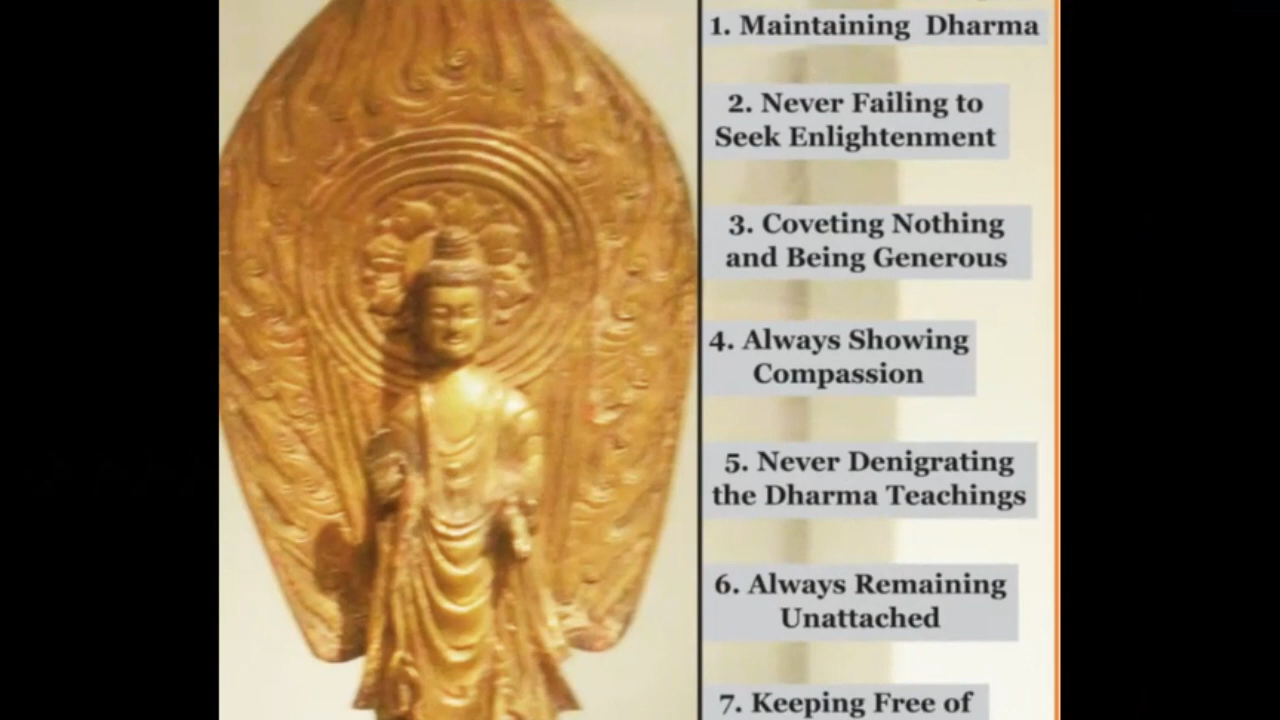 1. Maintaining Dharma
2. Never Failing to
Seek Enlightenment
3. Coveting Nothing
and Being Generous
4. Always Showing
Compassion
5. Never Denigrating
the Dharma Teachings
6. Always Remaining
Unattached
7. Keeping Free of